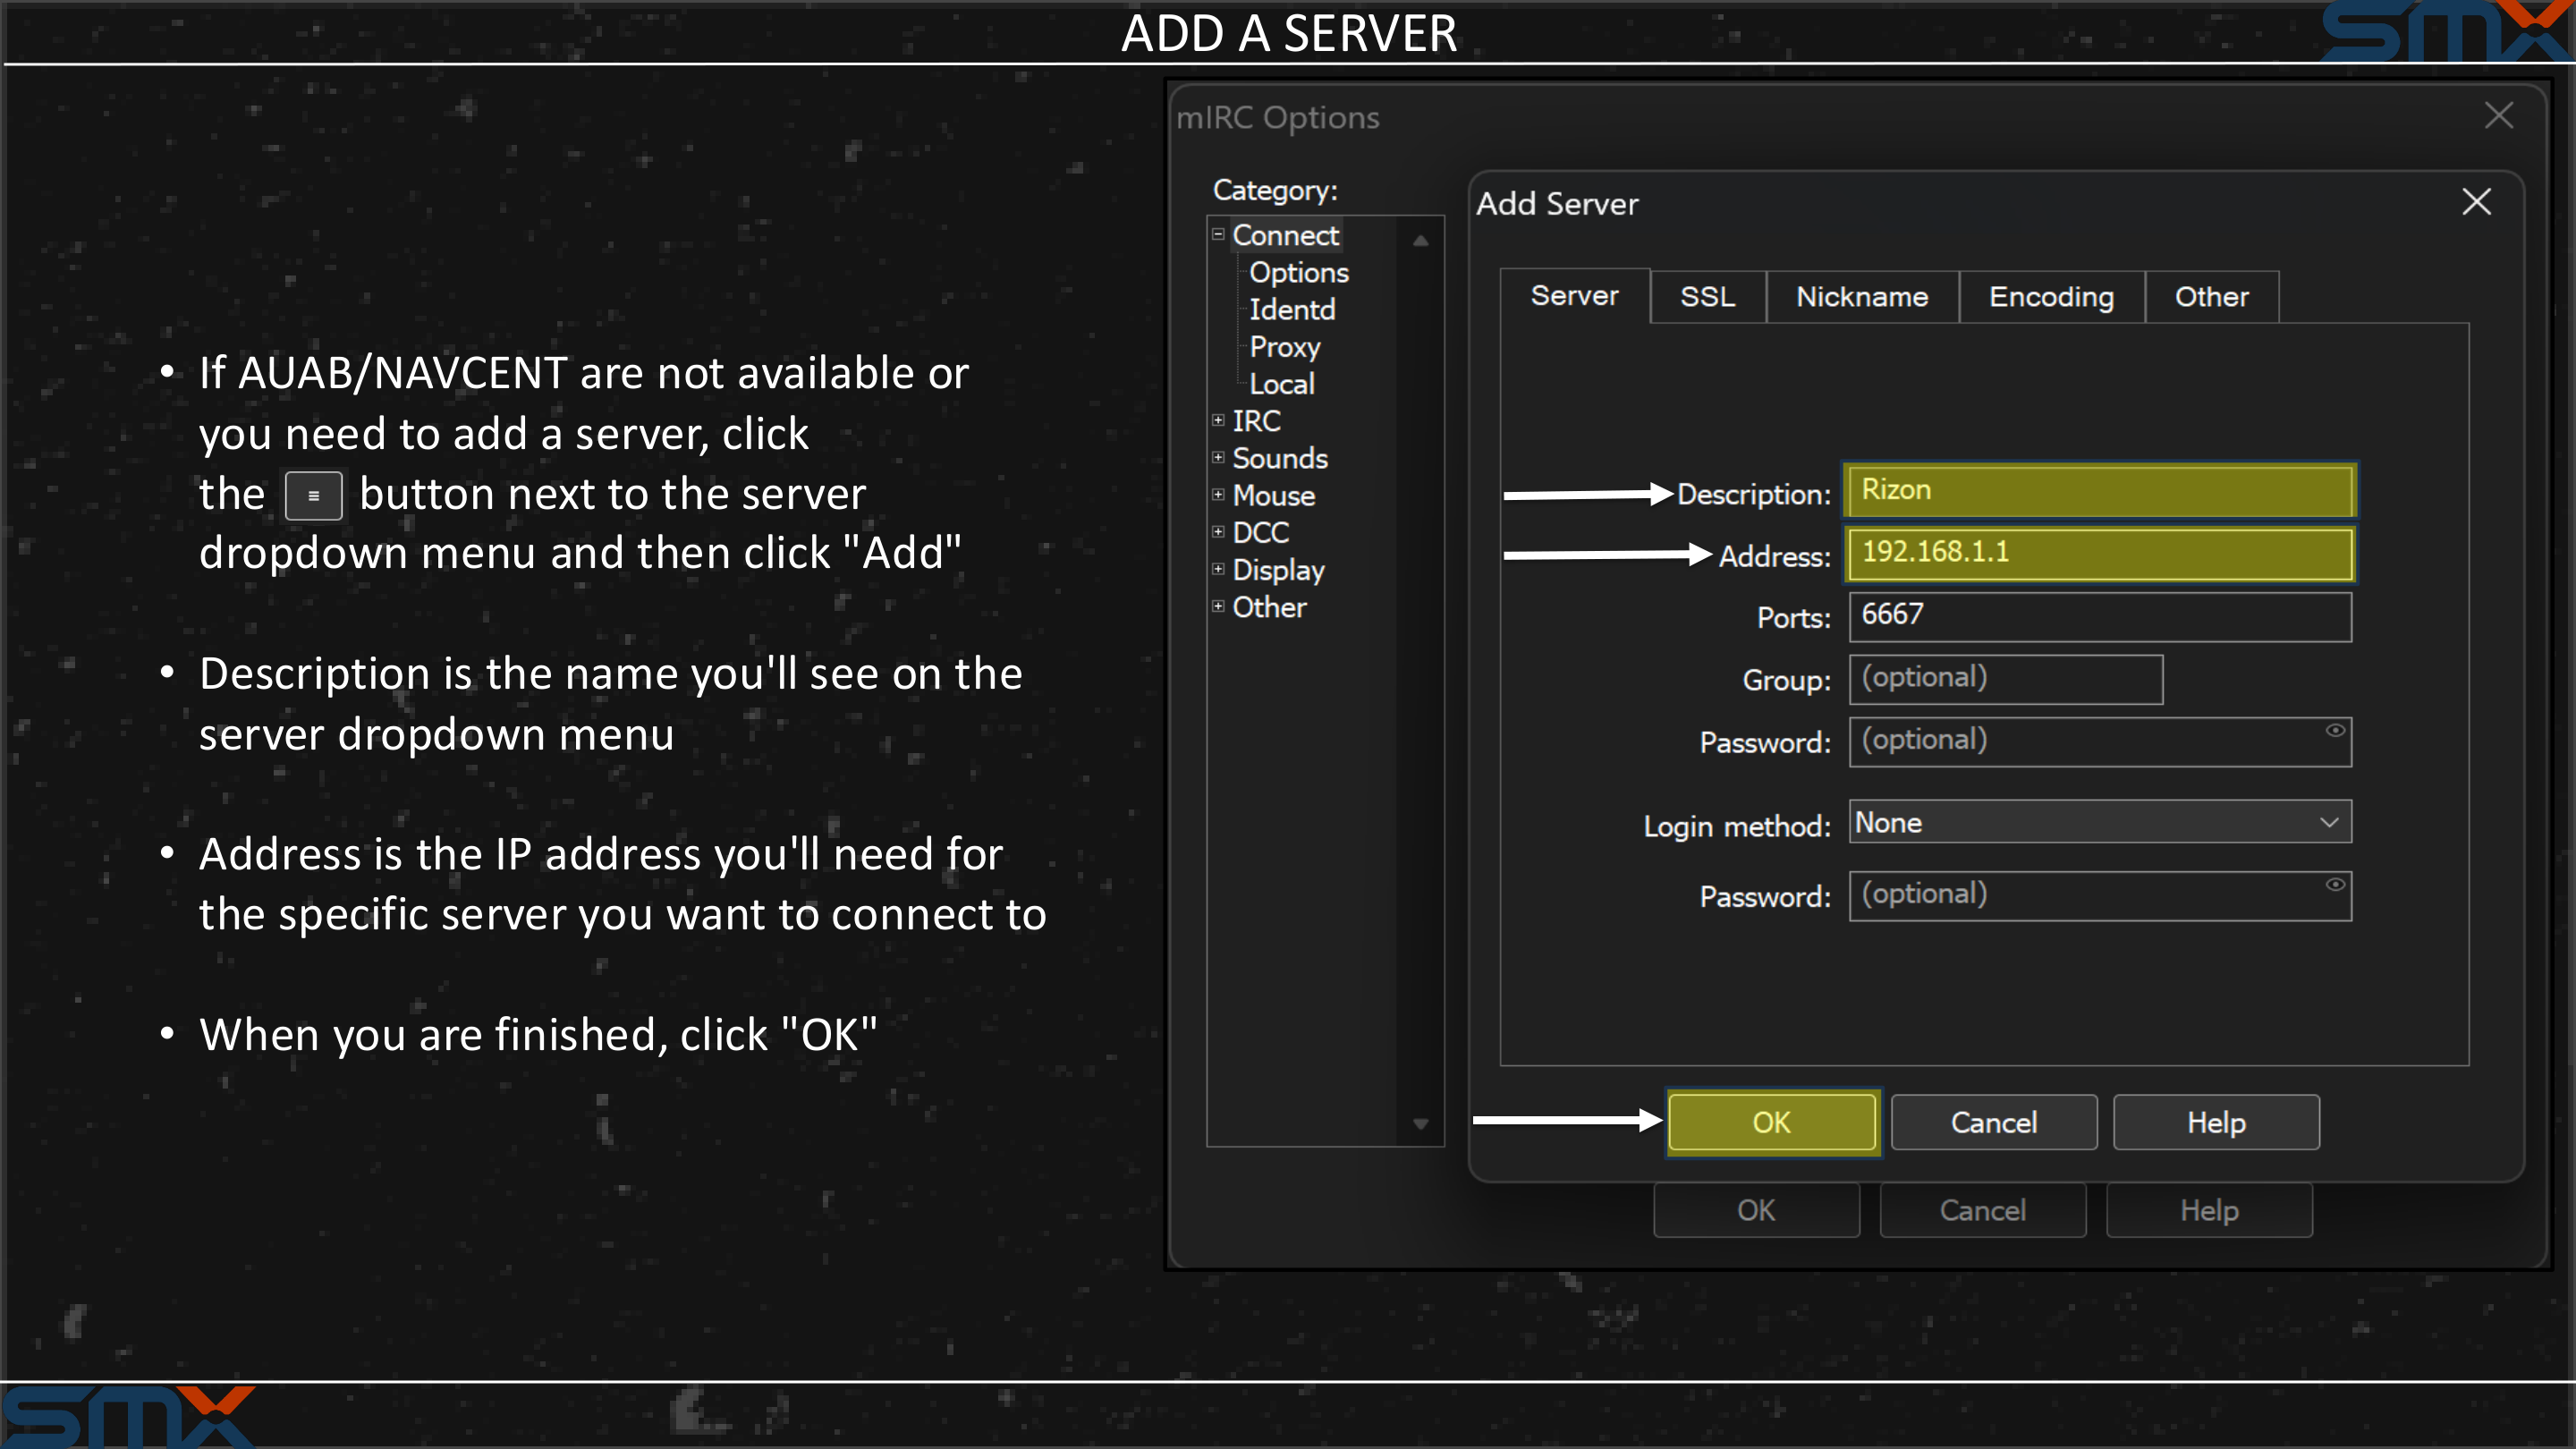 ADD A SERVER
SMX
• If AUAB/NAVCENT are not available or
you need to add a server, click
the ≡ button next to the server
dropdown menu and then click "Add"
• Description is the name you'll see on the
server dropdown menu
• Address is the IP address you'll need for
the specific server you want to connect to
• When you are finished, click "OK"
mIRC Options
Category:
Connect
Options
Identd
Proxy
Local
IRC
Sounds
Mouse
DCC
Display
Other
Add Server
Server SSL Nickname Encoding Other
Description: Rizon
Address: 192.168.1.1
Ports: 6667
Group: (optional)
Password: (optional)
Login method: None
Password: (optional)
OK Cancel Help
OK Cancel Help
SMX